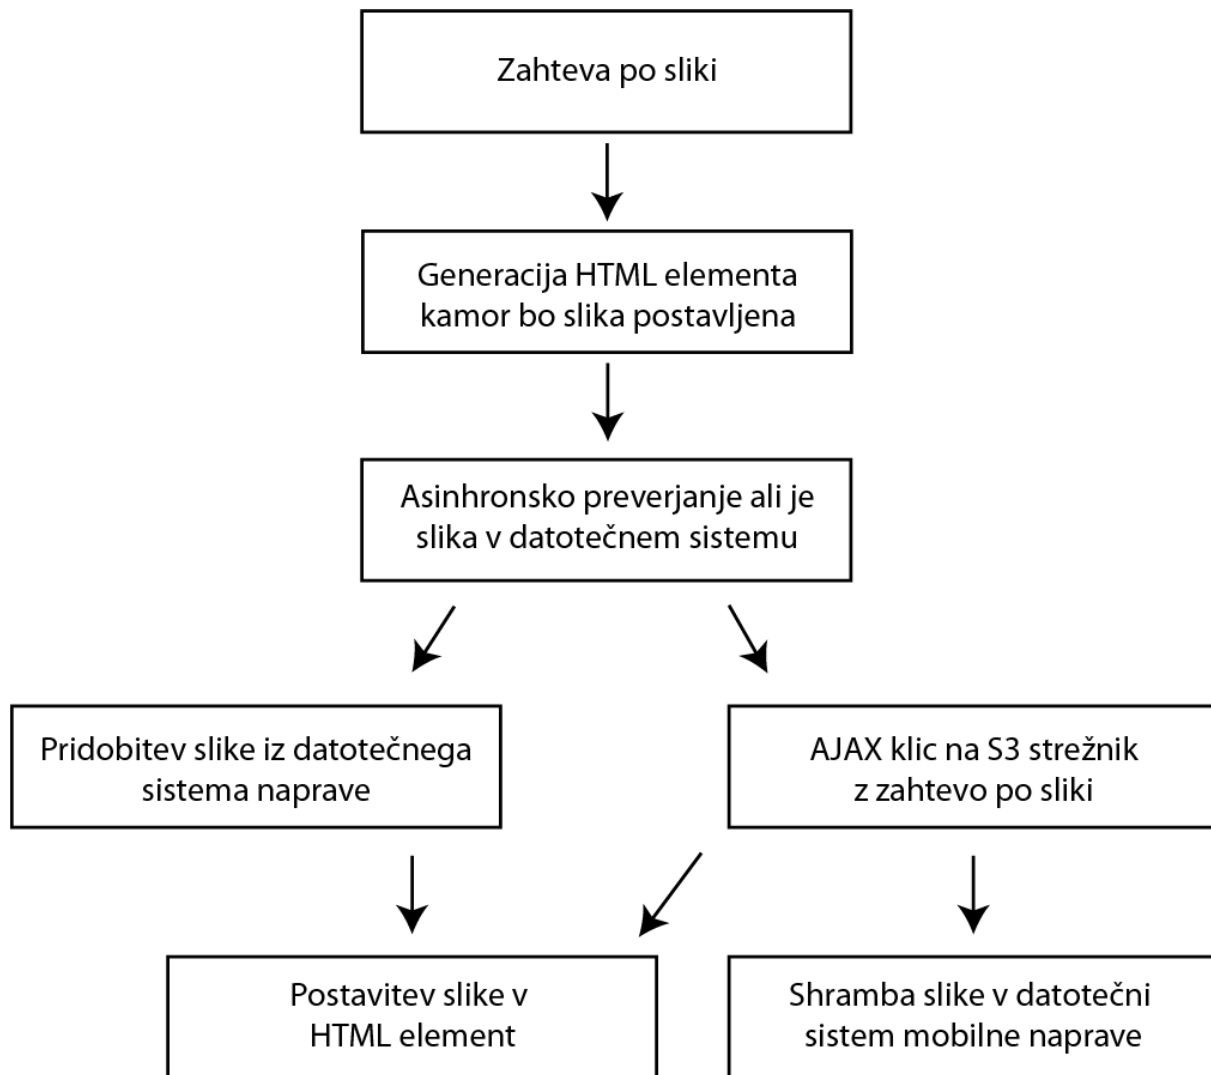 Zahteva po sliki
Generacija HTML elementa
kamor bo slika postavljena
Asinhronsko preverjanje ali je
slika v datotečnem sistemu
Pridobitev slike iz datotečnega
sistema naprave
AJAX klic na S3 strežnik
z zahtevo po sliki
Postavitev slike v
HTML element
Shramba slike v datotečni
sistem mobilne naprave